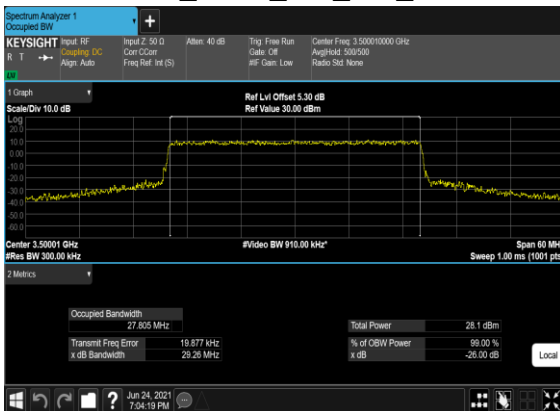 Spectrum Analyzer 1
Occupied BW
+
KEYSIGHT
R T
LV
Input: RF
Coupling: DC
Align: Auto
Input Z: 50 Ω
Corr CCorr
Freq Ref: Int (S)
Atten: 40 dB
Trig: Free Run
Gate: Off
#IF Gain: Low
Center Freq: 3.500010000 GHz
Avg|Hold: 500/500
Radio Std: None
1 Graph
Scale/Div 10.0 dB
Ref Lvl Offset 5.30 dB
Ref Value 30.00 dBm
Log
20.0
10.0
0.00
-10.0
-20.0
-30.0
-40.0
-50.0
-60.0
Center 3.50001 GHz
#Res BW 300.00 kHz
#Video BW 910.00 kHz*
Span 60 MH
Sweep 1.00 ms (1001 pts
2 Metrics
Occupied Bandwidth
27.805 MHz
Transmit Freq Error 19.877 kHz
x dB Bandwidth 29.26 MHz
Total Power 28.1 dBm
% of OBW Power 99.00 %
x dB -26.00 dB
Local
?
Jun 24, 2021
7:04:19 PM